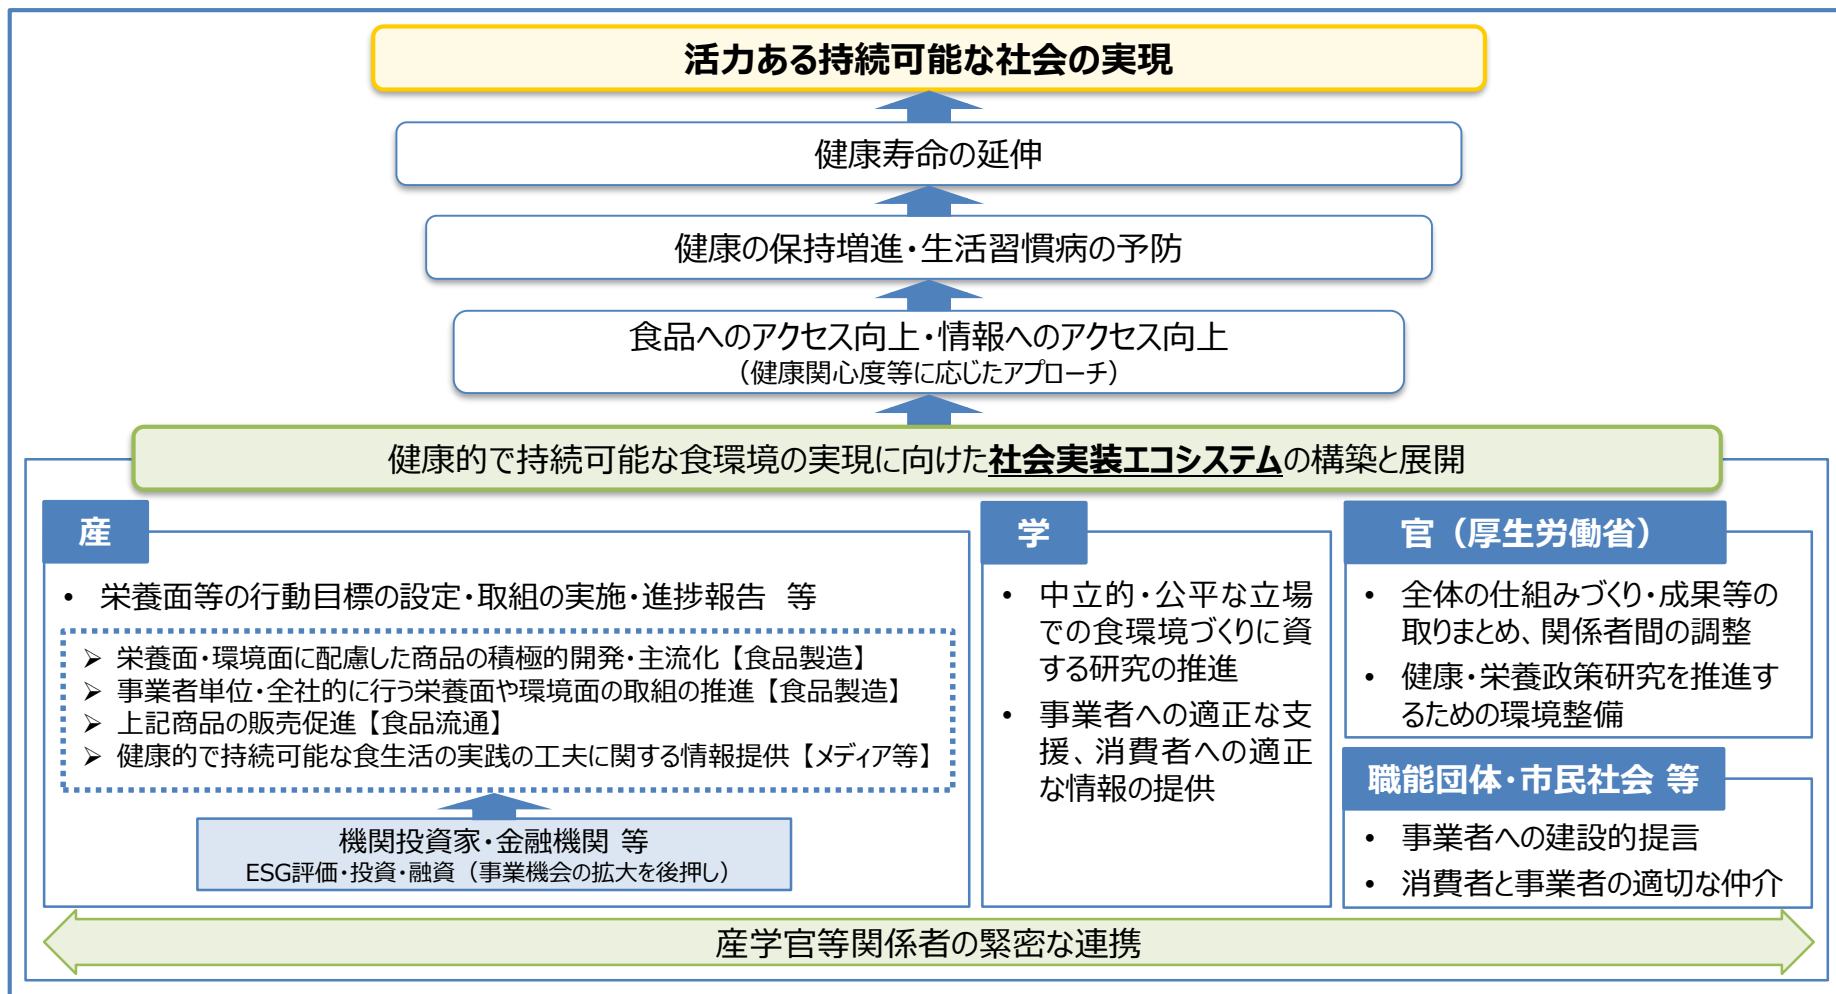 活力ある持続可能な社会の実現
健康寿命の延伸
健康の保持増進・生活習慣病の予防
食品へのアクセス向上・情報へのアクセス向上
（健康関心度等に応じたアプローチ）
健康的で持続可能な食環境の実現に向けた社会実装エコシステムの構築と展開
産
• 栄養面等の行動目標の設定・取組の実施・進捗報告 等
➢ 栄養面・環境面に配慮した商品の積極的開発・主流化【食品製造】
➢ 事業者単位・全社的に行う栄養面や環境面の取組の推進【食品製造】
➢ 上記商品の販売促進【食品流通】
➢ 健康的で持続可能な食生活の実践の工夫に関する情報提供【メディア等】
機関投資家・金融機関 等
ESG評価・投資・融資（事業機会の拡大を後押し）
学
• 中立的・公平な立場
での食環境づくりに資
する研究の推進
• 事業者への適正な支
援、消費者への適正
な情報の提供
官（厚生労働省）
• 全体の仕組みづくり・成果等の
取りまとめ、関係者間の調整
• 健康・栄養政策研究を推進す
るための環境整備
職能団体・市民社会 等
• 事業者への建設的提言
• 消費者と事業者の適切な仲介
産学官等関係者の緊密な連携